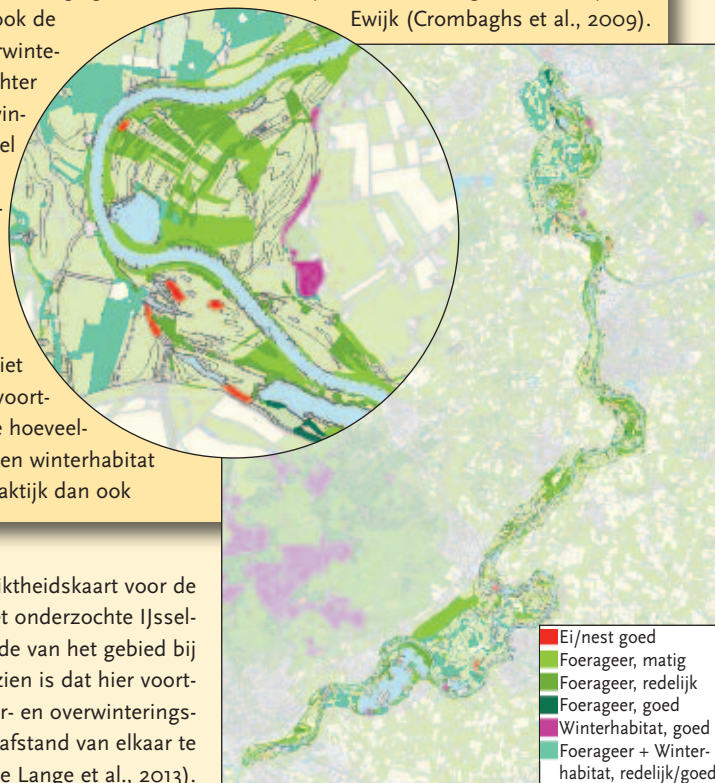 ook de
Ewijk (Crombaghs et al., 2009).
rwinte-
hter
vin-
el
-
iet
voort-
e hoeveel-
en winterhabitat
aktijk dan ook
iktheidskaart voor de
et onderzochte IJssel-
de van het gebied bij
zien is dat hier voort-
r- en overwinterings-
afstand van elkaar te
e Lange et al., 2013).
Ei/nest goed
Foerageer, matig
Foerageer, redelijk
Foerageer, goed
Winterhabitat, goed
Foerageer + Winter-
habitat, redelijk/goed